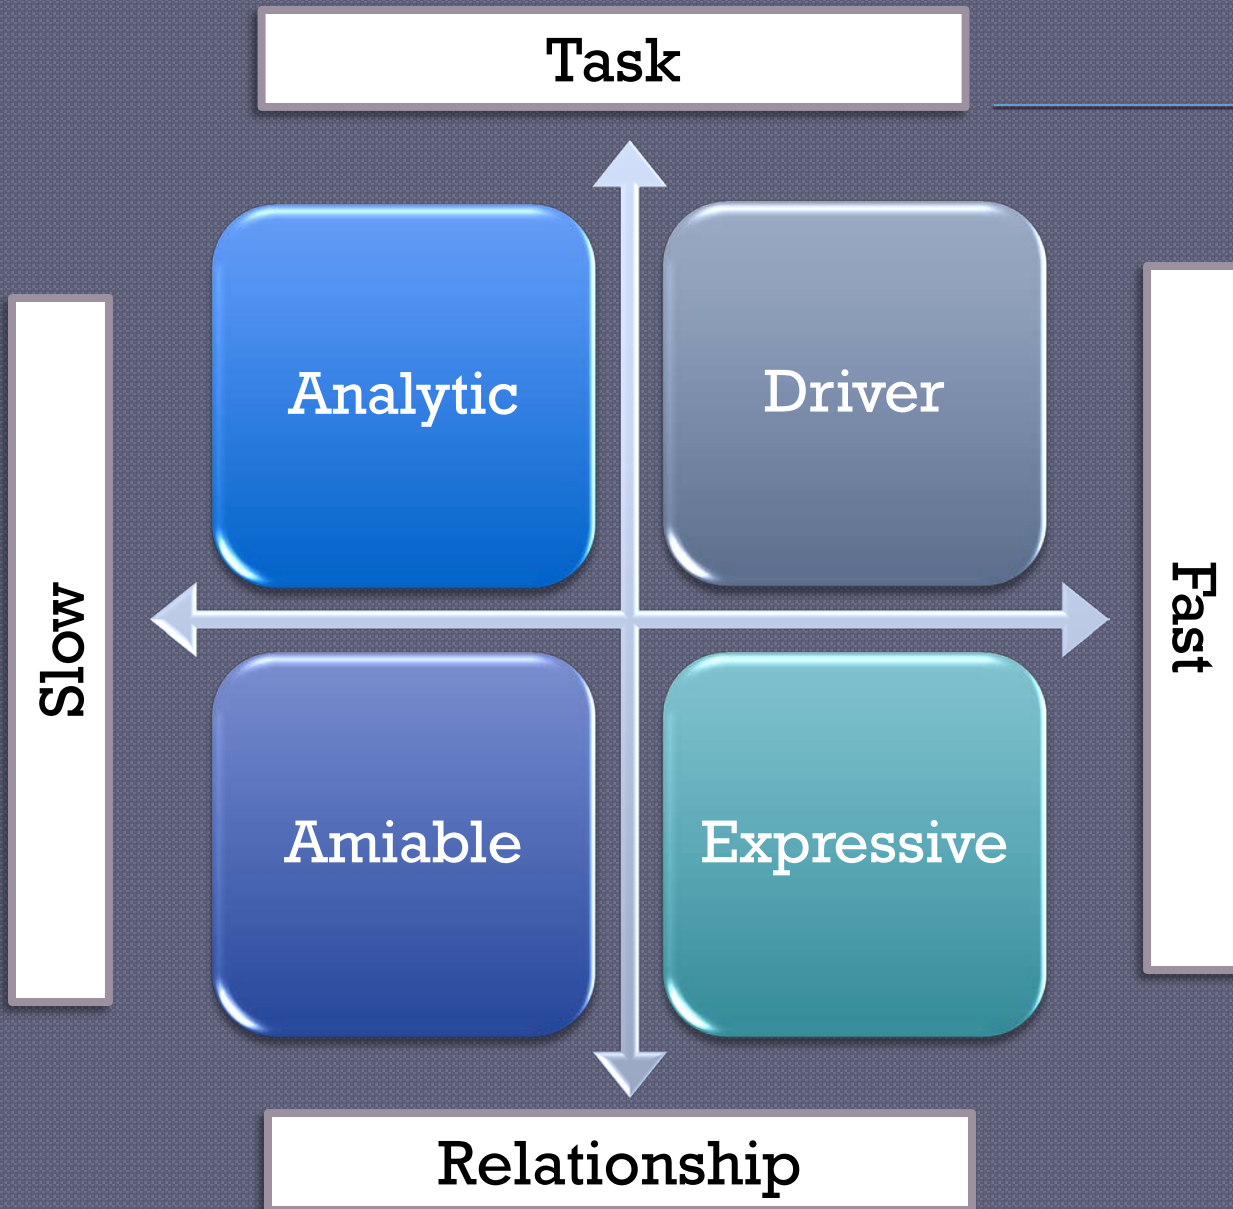 Task
Analytic
Driver
Slow
Fast
Amiable
Expressive
Relationship